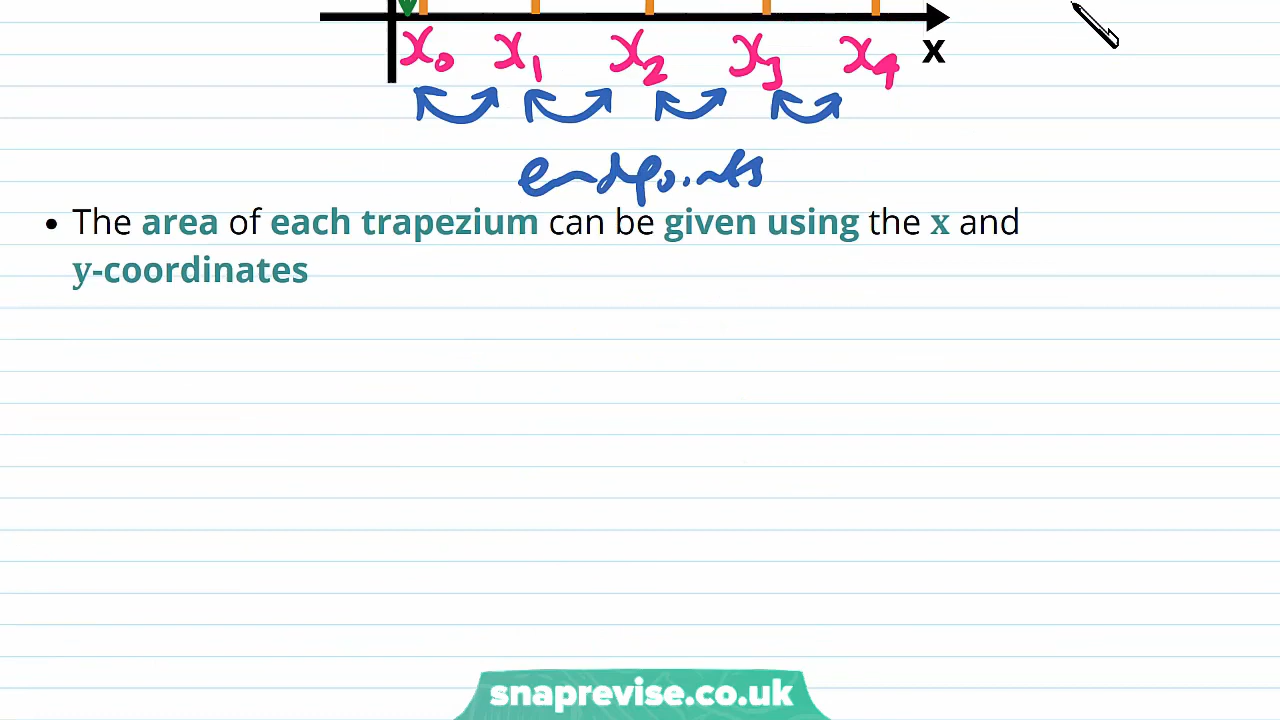 x₀ x₁ x₂ x₃ x₄ x
endpoints
• The area of each trapezium can be given using the x and
y-coordinates
snaprevise.co.uk